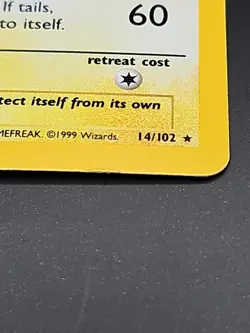 If tails,
to itself.
60
retreat cost
tect itself from its own
MEFREAK. ©1999 Wizards. 14/102 ★